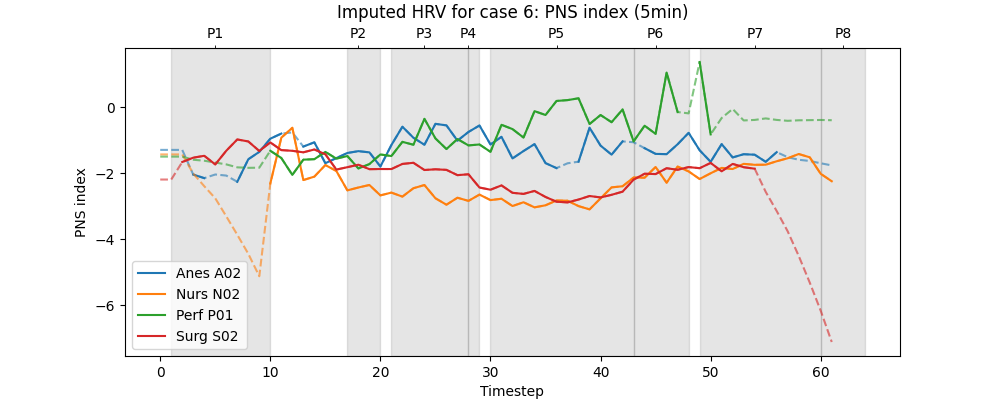 Imputed HRV for case 6: PNS index (5min)
P1 P2 P3 P4 P5 P6 P7 P8
0
−2
−4
−6
PNS index
Anes A02
Nurs N02
Perf P01
Surg S02
0 10 20 30 40 50 60
Timestep